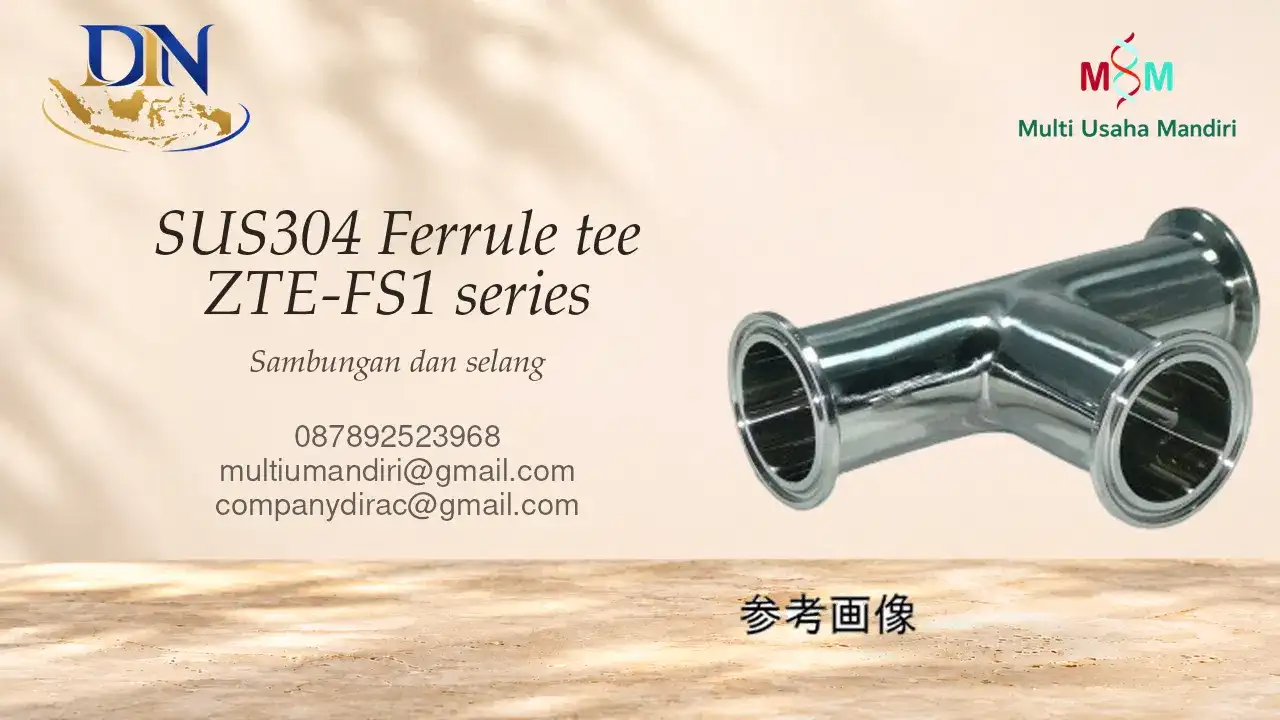 DN
M M
Multi Usaha Mandiri
SUS304 Ferrule tee
ZTE-FS1 series
Sambungan dan selang
087892523968
multiumandiri@gmail.com
companydirac@gmail.com
参考画像